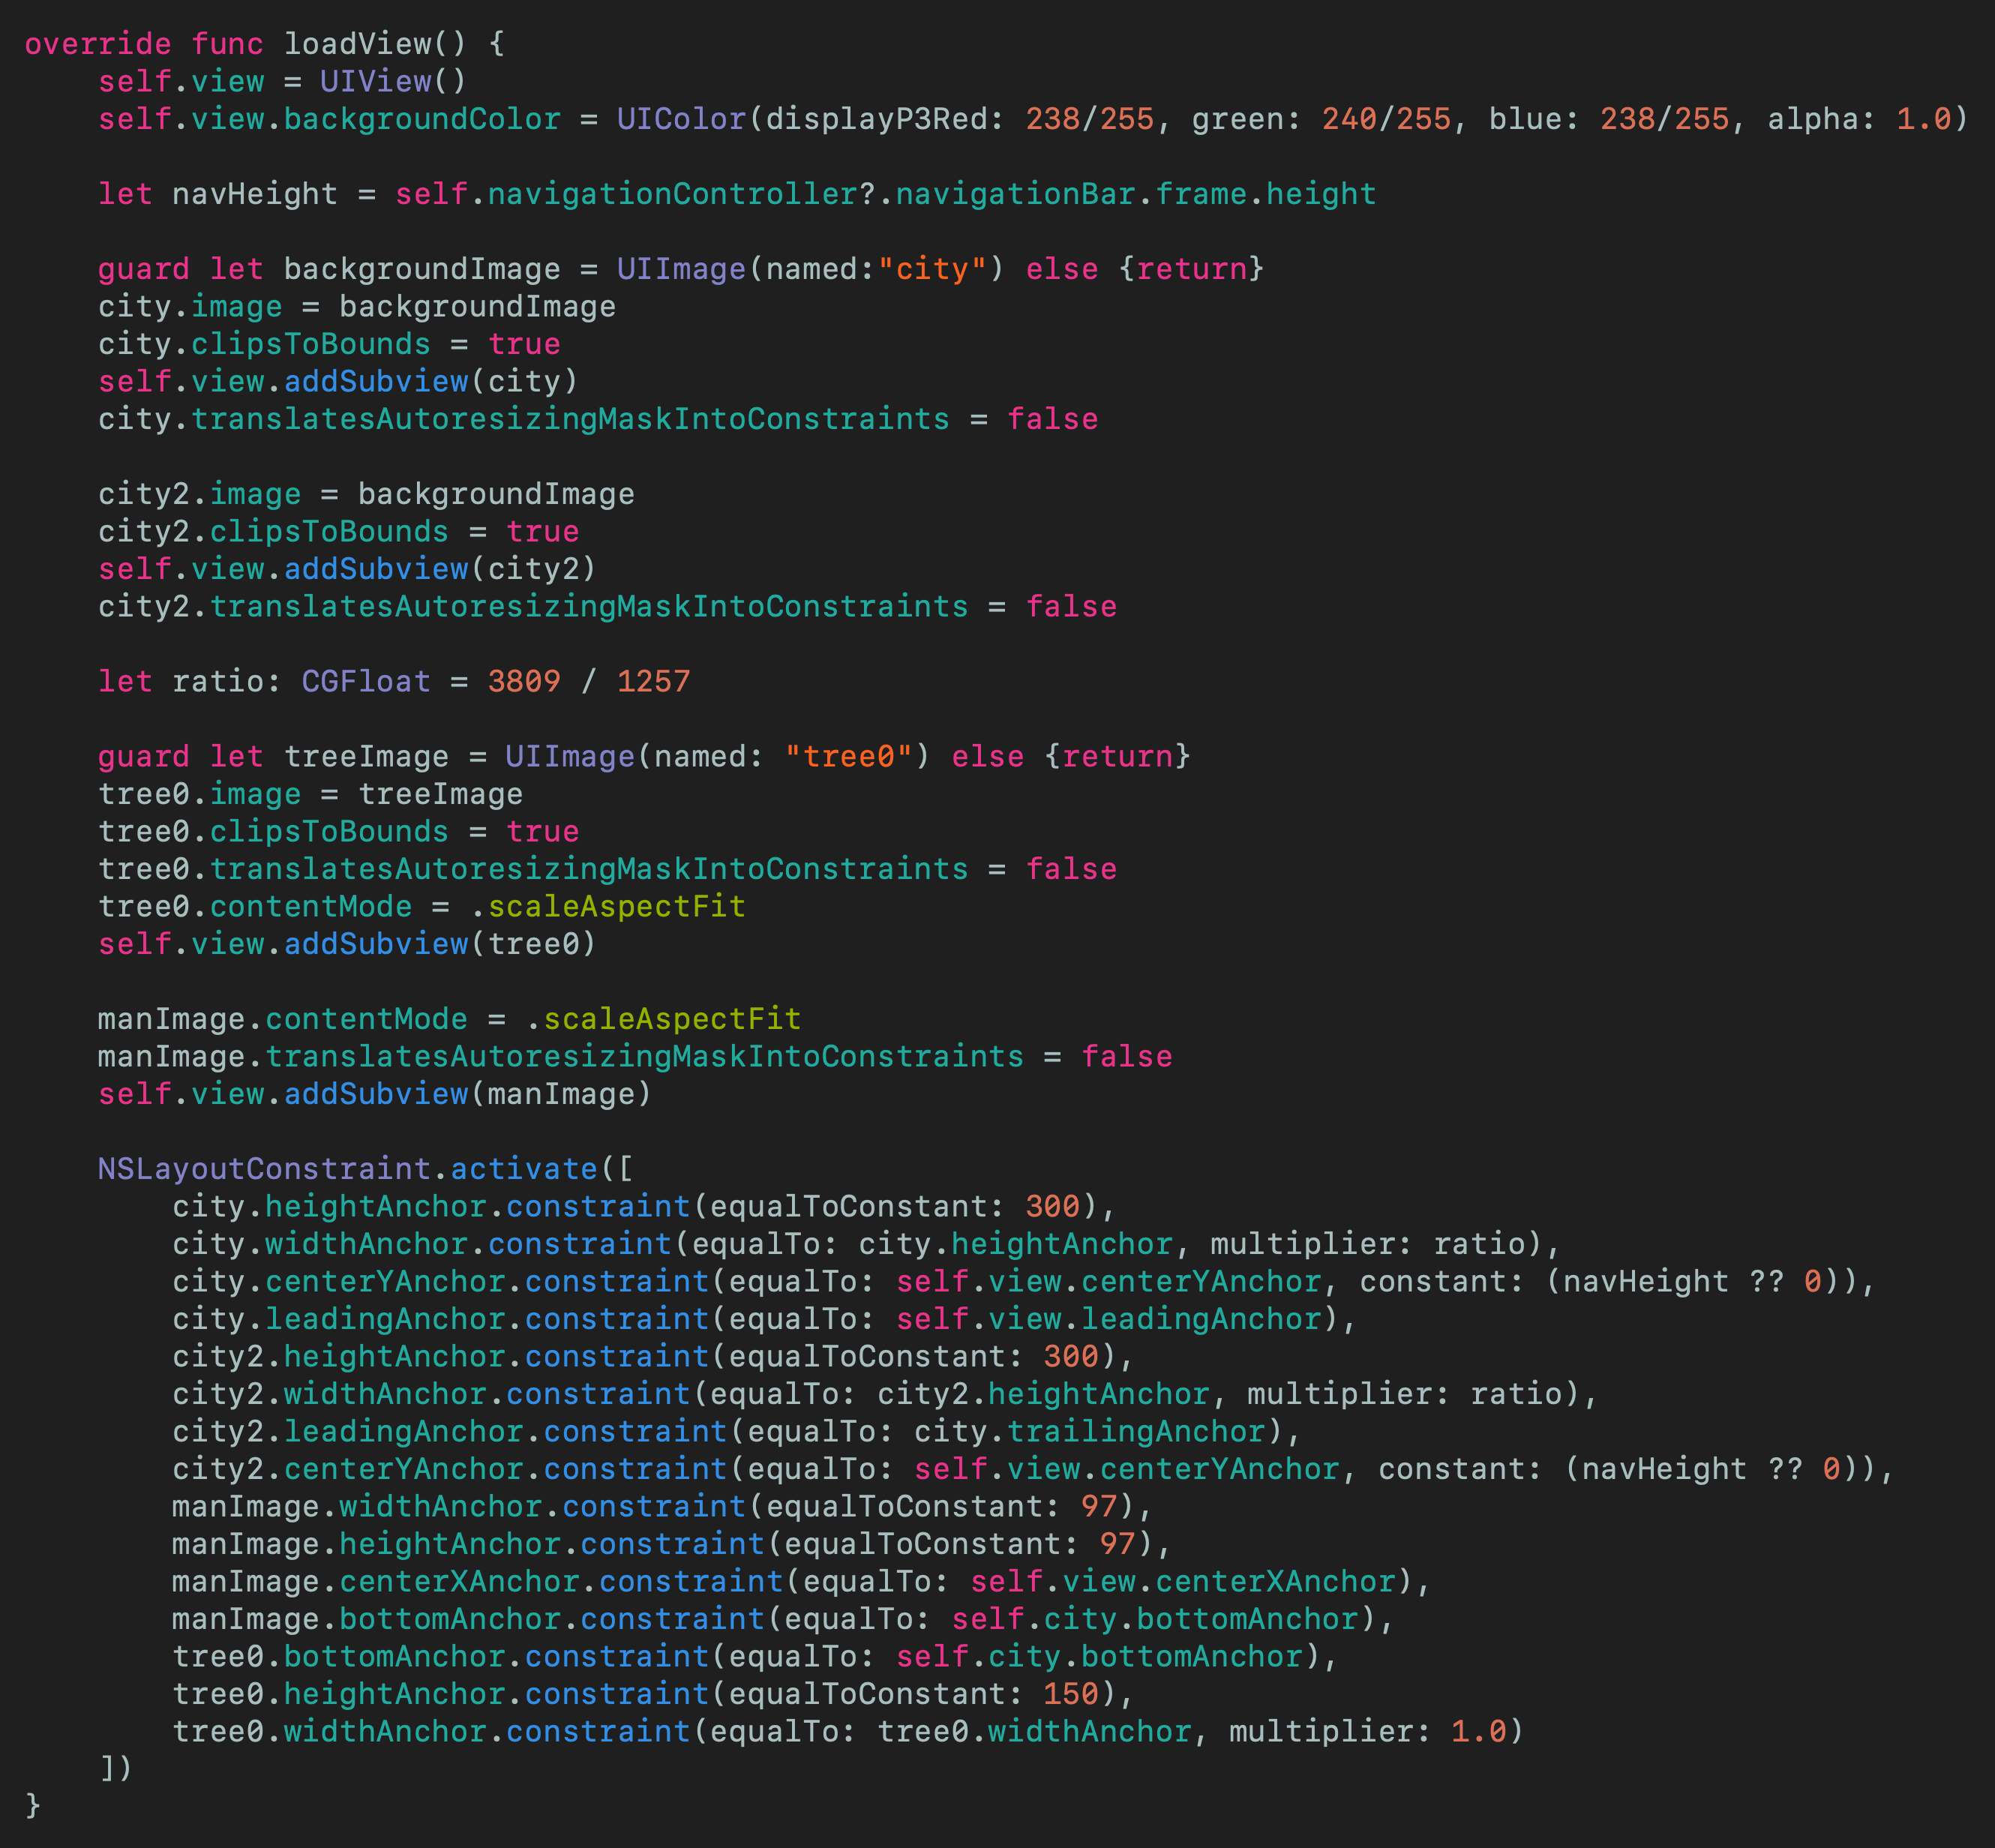 override func loadView() {
    self.view = UIView()
    self.view.backgroundColor = UIColor(displayP3Red: 238/255, green: 240/255, blue: 238/255, alpha: 1.0)

    let navHeight = self.navigationController?.navigationBar.frame.height

    guard let backgroundImage = UIImage(named:"city") else {return}
    city.image = backgroundImage
    city.clipsToBounds = true
    self.view.addSubview(city)
    city.translatesAutoresizingMaskIntoConstraints = false

    city2.image = backgroundImage
    city2.clipsToBounds = true
    self.view.addSubview(city2)
    city2.translatesAutoresizingMaskIntoConstraints = false

    let ratio: CGFloat = 3809 / 1257

    guard let treeImage = UIImage(named: "tree0") else {return}
    tree0.image = treeImage
    tree0.clipsToBounds = true
    tree0.translatesAutoresizingMaskIntoConstraints = false
    tree0.contentMode = .scaleAspectFit
    self.view.addSubview(tree0)

    manImage.contentMode = .scaleAspectFit
    manImage.translatesAutoresizingMaskIntoConstraints = false
    self.view.addSubview(manImage)

    NSLayoutConstraint.activate([
        city.heightAnchor.constraint(equalToConstant: 300),
        city.widthAnchor.constraint(equalTo: city.heightAnchor, multiplier: ratio),
        city.centerYAnchor.constraint(equalTo: self.view.centerYAnchor, constant: (navHeight ?? 0)),
        city.leadingAnchor.constraint(equalTo: self.view.leadingAnchor),
        city2.heightAnchor.constraint(equalToConstant: 300),
        city2.widthAnchor.constraint(equalTo: city2.heightAnchor, multiplier: ratio),
        city2.leadingAnchor.constraint(equalTo: city.trailingAnchor),
        city2.centerYAnchor.constraint(equalTo: self.view.centerYAnchor, constant: (navHeight ?? 0)),
        manImage.widthAnchor.constraint(equalToConstant: 97),
        manImage.heightAnchor.constraint(equalToConstant: 97),
        manImage.centerXAnchor.constraint(equalTo: self.view.centerXAnchor),
        manImage.bottomAnchor.constraint(equalTo: self.city.bottomAnchor),
        tree0.bottomAnchor.constraint(equalTo: self.city.bottomAnchor),
        tree0.heightAnchor.constraint(equalToConstant: 150),
        tree0.widthAnchor.constraint(equalTo: tree0.widthAnchor, multiplier: 1.0)
    ])
}